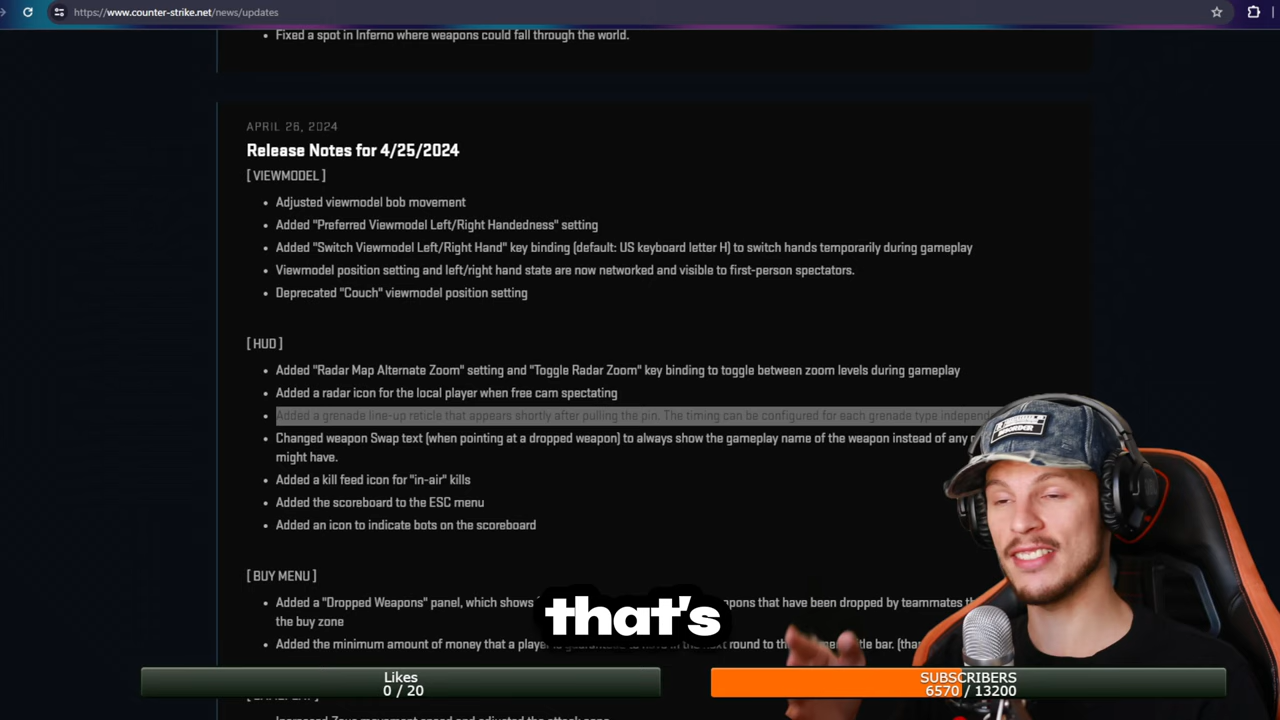 https://www.counter-strike.net/news/updates
• Fixed a spot in Inferno where weapons could fall through the world.
APRIL 26, 2024
Release Notes for 4/25/2024
[ VIEWMODEL ]
• Adjusted viewmodel bob movement
• Added "Preferred Viewmodel Left/Right Handedness" setting
• Added "Switch Viewmodel Left/Right Hand" key binding (default: US keyboard letter H) to switch hands temporarily during gameplay
• Viewmodel position setting and left/right hand state are now networked and visible to first-person spectators.
• Deprecated "Couch" viewmodel position setting
[ HUD ]
• Added "Radar Map Alternate Zoom" setting and "Toggle Radar Zoom" key binding to toggle between zoom levels during gameplay
• Added a radar icon for the local player when free cam spectating
• Added a grenade line-up reticle that appears shortly after pulling the pin. The timing can be configured for each grenade type
• Changed weapon Swap text (when pointing at a dropped weapon) to always show the gameplay name of the weapon instead of any
might have.
• Added a kill feed icon for "in-air" kills
• Added the scoreboard to the ESC menu
• Added an icon to indicate bots on the scoreboard
[ BUY MENU ]
• Added a "Dropped Weapons" panel, which shows that have been dropped by teammates
the buy zone
• Added the minimum amount of money that a round to the bar.
that's
Likes
0 / 20
SUBSCRIBERS
6570 / 13200